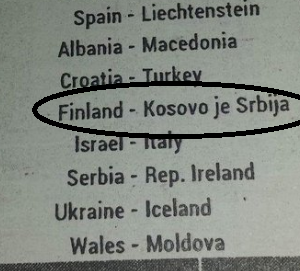 Spain - Liechtenstein
Albania - Macedonia
Croatia - Turkey
Finland - Kosovo je Srbija
Israel - Italy
Serbia - Rep. Ireland
Ukraine - Iceland
Wales - Moldova